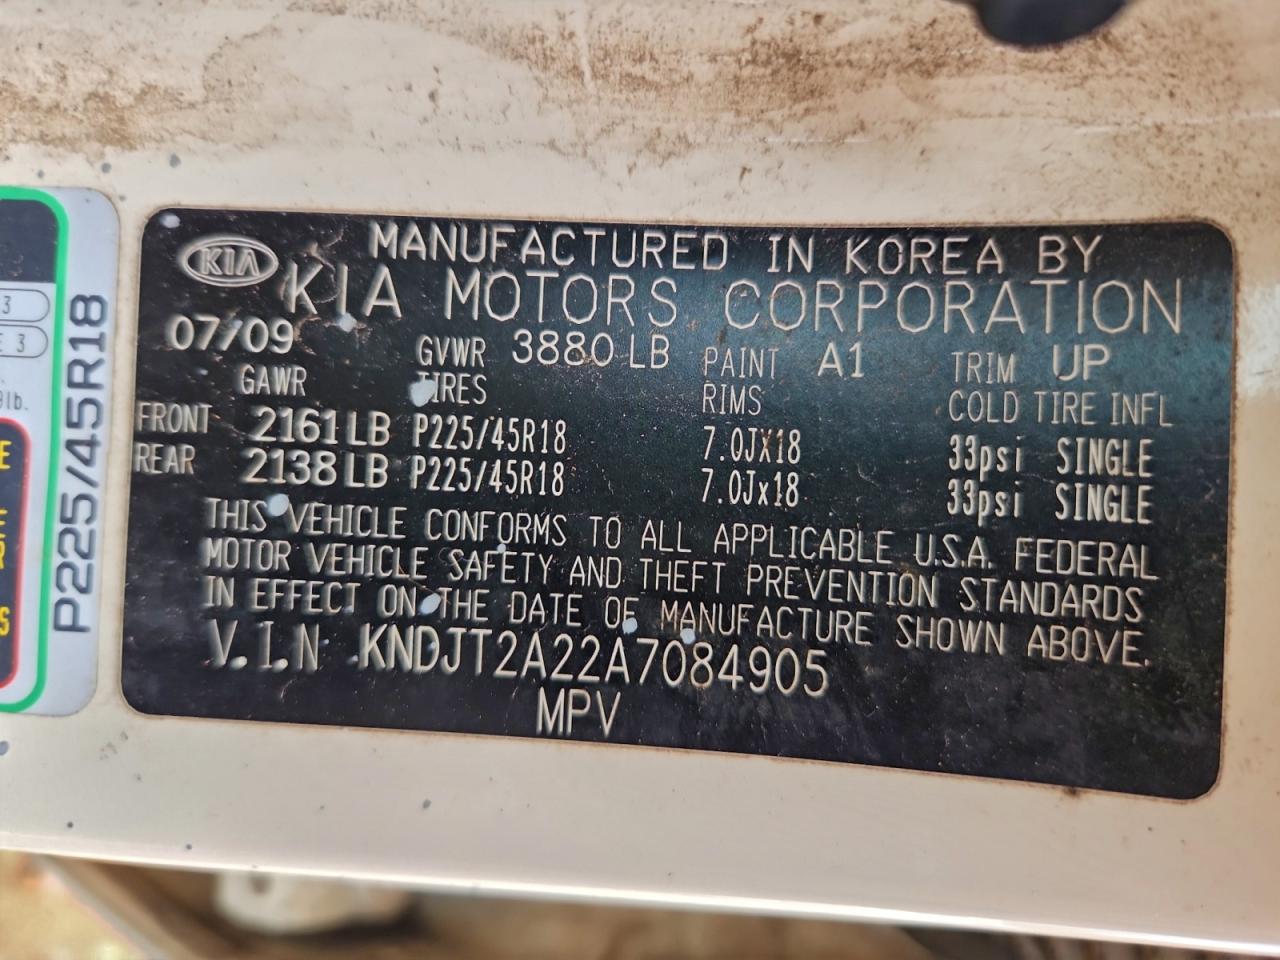 MANUFACTURED IN KOREA BY
KIA KIA MOTORS CORPORATION
07/09 GVWR 3880 LB PAINT A1 TRIM UP
GAWR TIRES RIMS COLD TIRE INFL
FRONT 2161 LB P225/45R18 7.0JX18 33psi SINGLE
REAR 2138 LB P225/45R18 7.0Jx18 33psi SINGLE
THIS VEHICLE CONFORMS TO ALL APPLICABLE U.S.A. FEDERAL
MOTOR VEHICLE SAFETY AND THEFT PREVENTION STANDARDS
IN EFFECT ON THE DATE OF MANUFACTURE SHOWN ABOVE.
V.I.N KNDJT2A22A7084905
MPV
P225/45R18
3
E 3
lb.